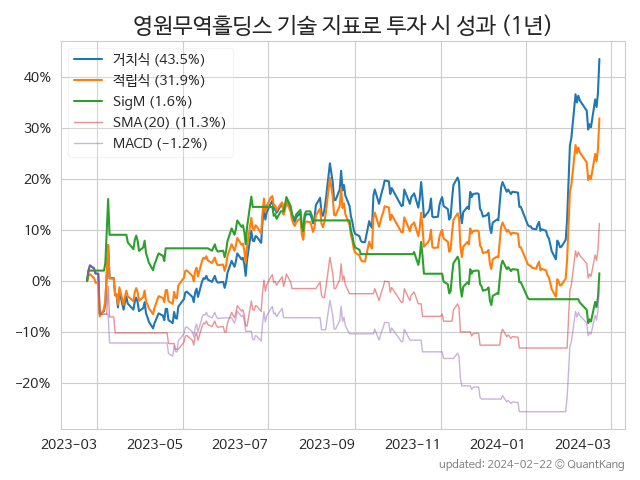 영원무역홀딩스 기술 지표로 투자 시 성과 (1년)
거치식 (43.5%)
적립식 (31.9%)
SigM (1.6%)
SMA(20) (11.3%)
MACD (−1.2%)
40%
30%
20%
10%
0%
−10%
−20%
2023-03 2023-05 2023-07 2023-09 2023-11 2024-01 2024-03
updated: 2024-02-22 © QuantKang